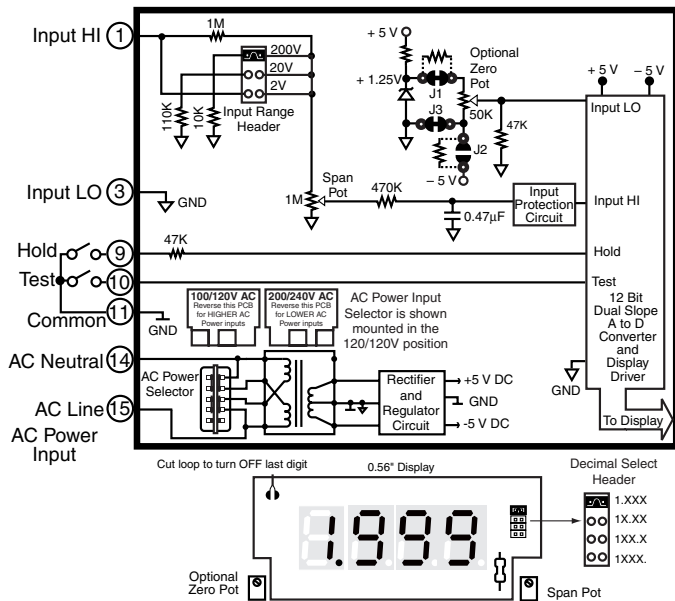 Input HI 1
1M
200V
20V
2V
110K
10K
Input Range
Header
+ 5 V
Optional
Zero
Pot
+ 1.25V
J1
J3
50K
J2
47K
– 5 V
+ 5 V
– 5 V
Input LO
Input LO 3
GND
1M
Span
Pot
470K
0.47µF
Input
Protection
Circuit
Input HI
Hold 9
47K
Hold
Test 10
Test
Common 11
GND
100/120V AC
Reverse this PCB
for HIGHER AC
Power inputs
200/240V AC
Reverse this PCB
for LOWER AC
Power inputs
AC Power Input
Selector is shown
mounted in the
120/120V position
12 Bit
Dual Slope
A to D
Converter
and
Display
Driver
GND
To Display
AC Neutral 14
AC Line 15
AC Power
Input
AC Power
Selector
Rectifier
and
Regulator
Circuit
+5 V DC
GND
-5 V DC
Cut loop to turn OFF last digit
0.56" Display
Decimal Select
Header
1.XXX
1X.XX
1XX.X
1XXX.
1.999
Optional
Zero Pot
Span Pot